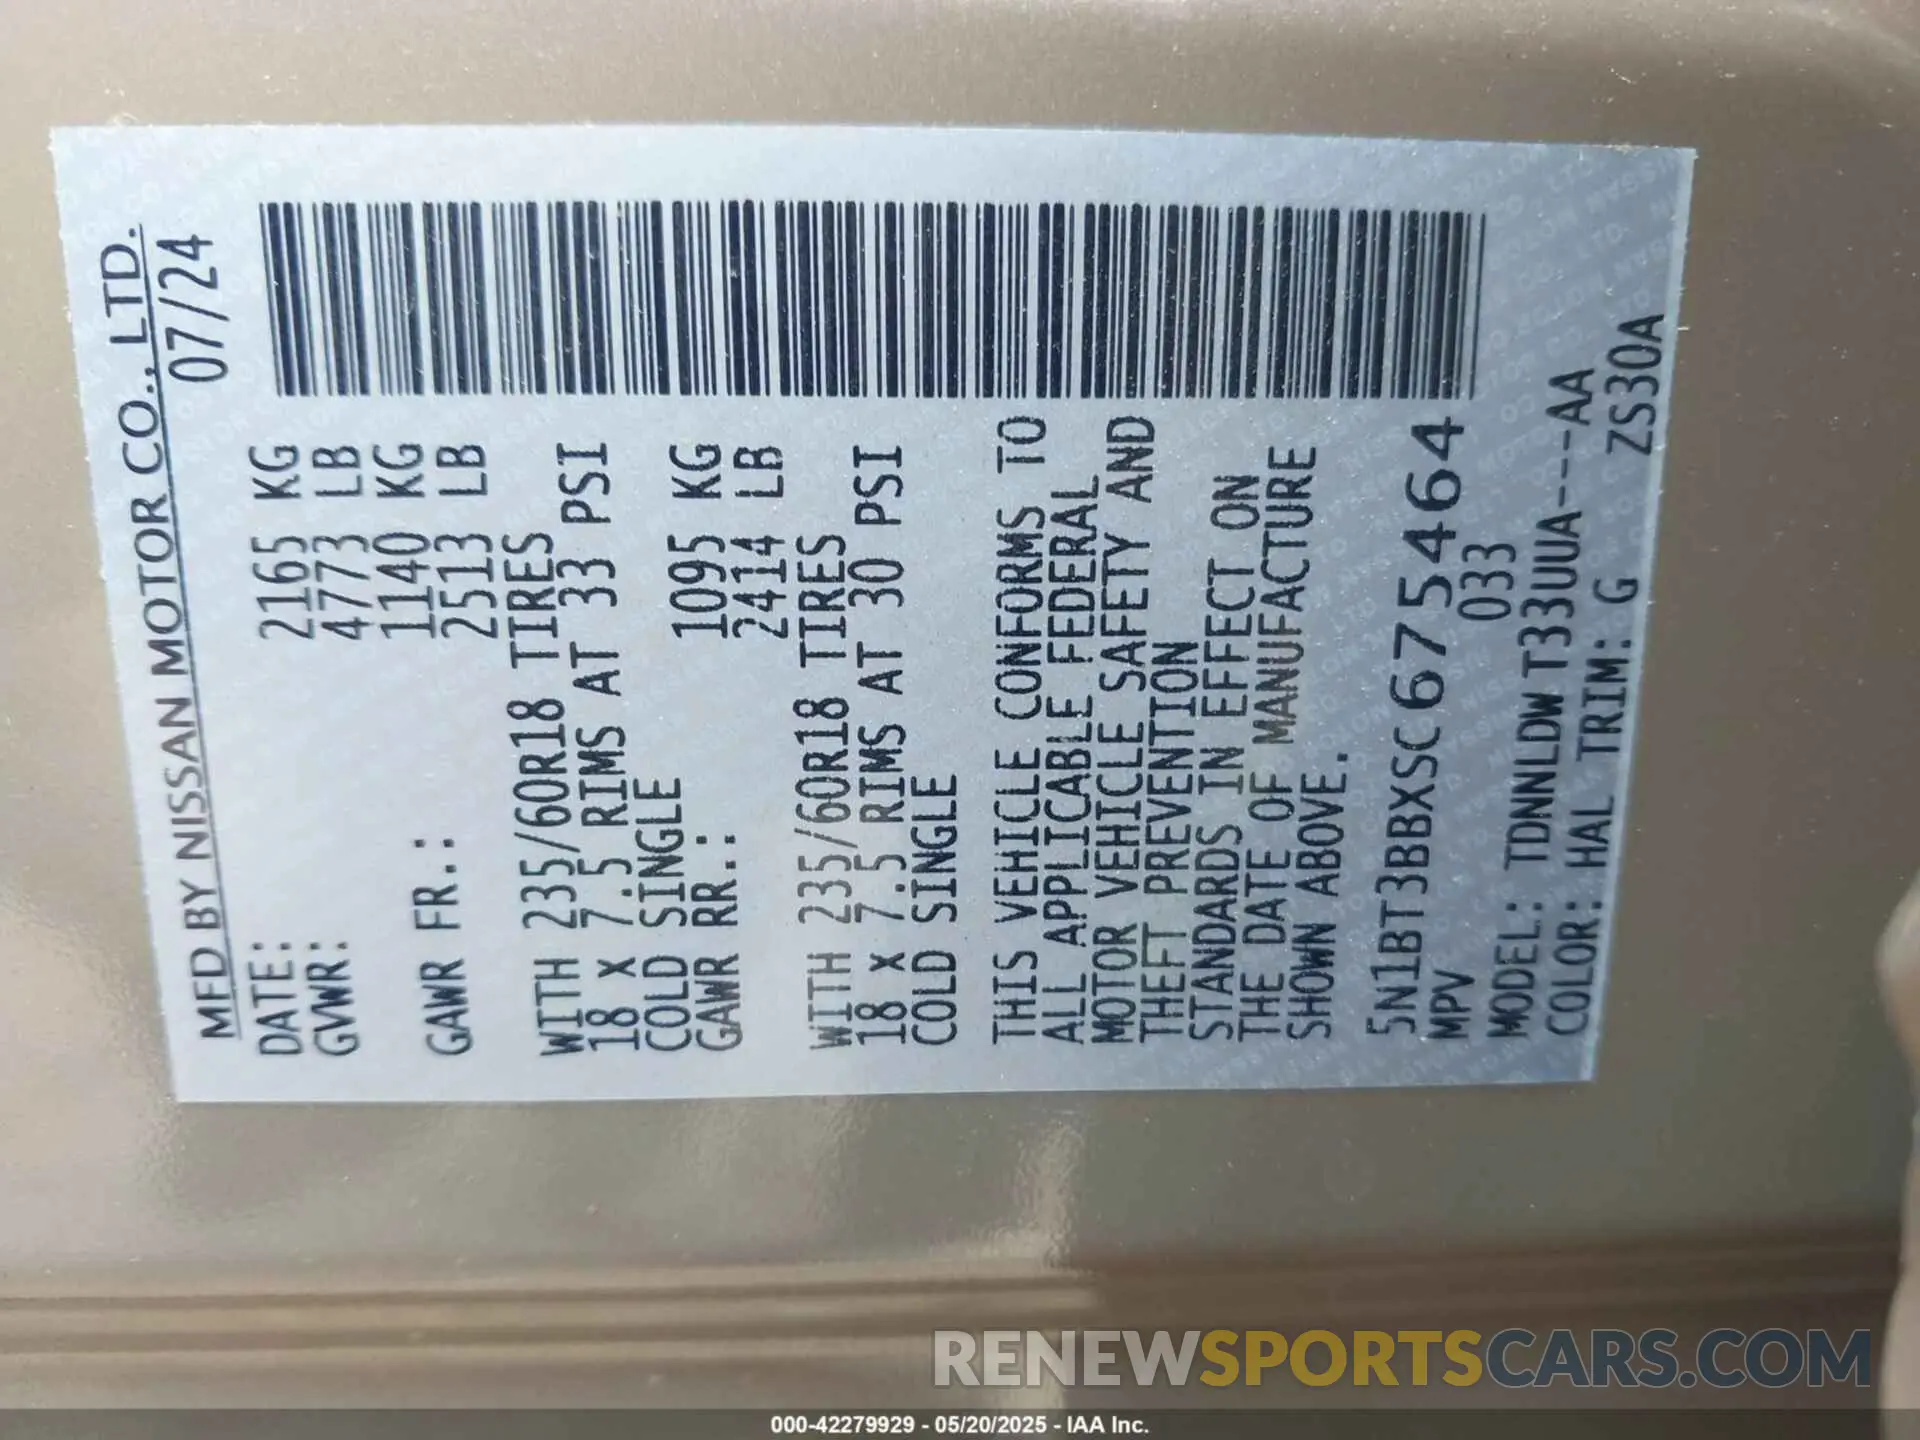 MFD BY NISSAN MOTOR CO., LTD.
DATE: 07/24
GVWR: 2165 KG
4773 LB
GAWR FR.: 1140 KG
2513 LB
WITH 235/60R18 TIRES
18 X 7.5 RIMS AT 33 PSI
COLD SINGLE
GAWR RR.: 1095 KG
2414 LB
WITH 235/60R18 TIRES
18 X 7.5 RIMS AT 30 PSI
COLD SINGLE
THIS VEHICLE CONFORMS TO
ALL APPLICABLE FEDERAL
MOTOR VEHICLE SAFETY AND
THEFT PREVENTION
STANDARDS IN EFFECT ON
THE DATE OF MANUFACTURE
SHOWN ABOVE.
5N1BT3BBXSC675464
MPV 033
MODEL: TDNNLDW T33UUA---AA
COLOR: HAL TRIM: G ZS30A
RENEWSPORTSCARS.COM
000-42279929 - 05/20/2025 - IAA Inc.